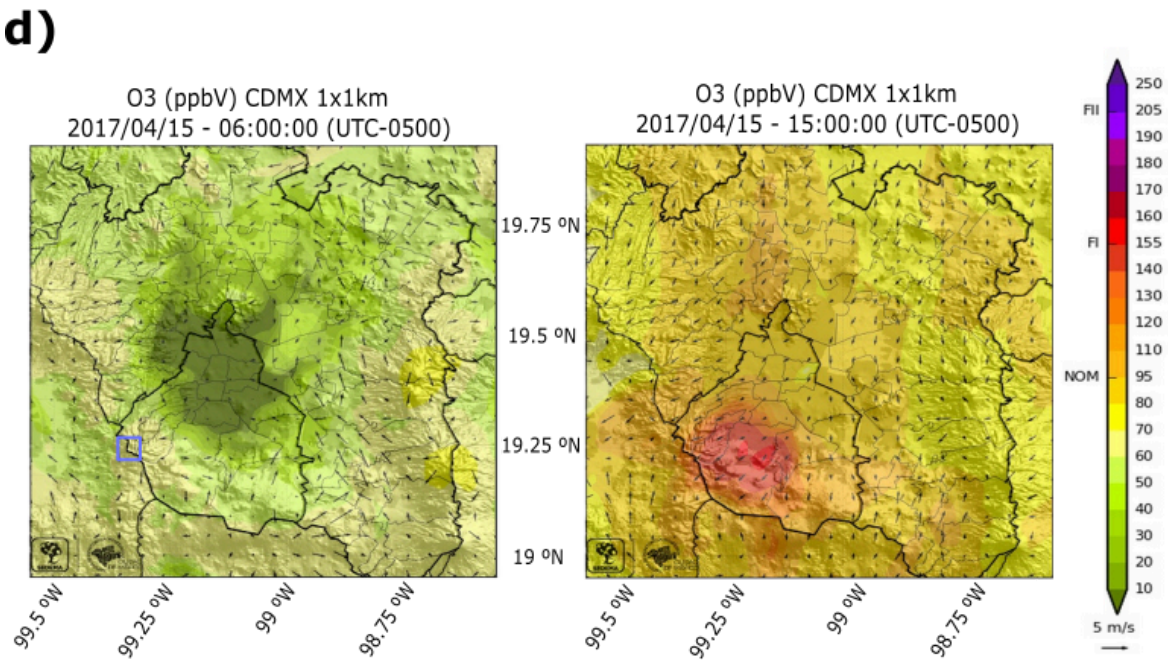 d)
O3 (ppbV) CDMX 1x1km
2017/04/15 - 06:00:00 (UTC-0500)
O3 (ppbV) CDMX 1x1km
2017/04/15 - 15:00:00 (UTC-0500)
19.75 ºN
19.5 ºN
19.25 ºN
19 ºN
99.5 ºW
99.25 ºW
99 ºW
98.75 ºW
99.5 ºW
99.25 ºW
99 ºW
98.75 ºW
250
FII 205
190
180
170
160
FI 155
140
130
120
110
NOM 95
80
70
60
50
40
30
20
10
5 m/s